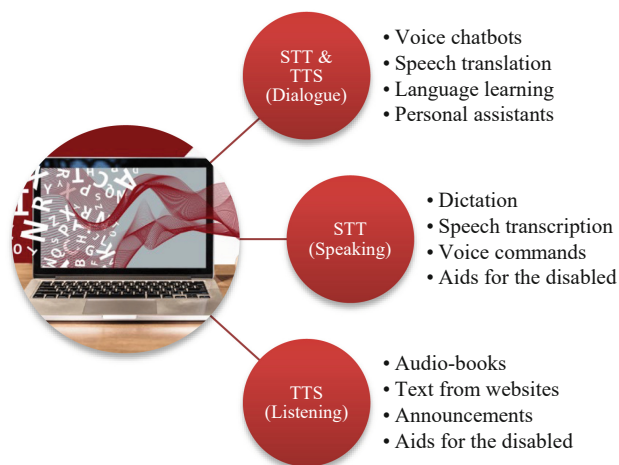 STT &
TTS
(Dialogue)
• Voice chatbots
• Speech translation
• Language learning
• Personal assistants
STT
(Speaking)
• Dictation
• Speech transcription
• Voice commands
• Aids for the disabled
TTS
(Listening)
• Audio-books
• Text from websites
• Announcements
• Aids for the disabled